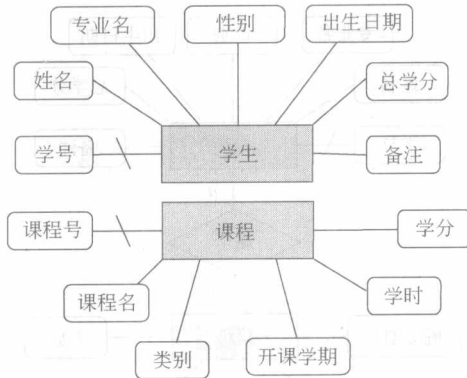 专业名
性别
出生日期
姓名
总学分
学号
学生
备注
课程号
课程
学分
课程名
学时
类别
开课学期